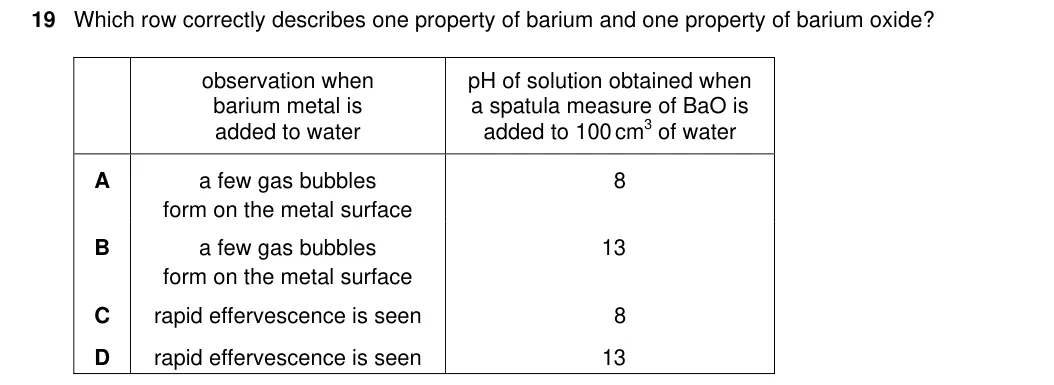 19 Which row correctly describes one property of barium and one property of barium oxide?
observation when
barium metal is
added to water
pH of solution obtained when
a spatula measure of BaO is
added to 100 cm³ of water
A a few gas bubbles 8
form on the metal surface
B a few gas bubbles 13
form on the metal surface
C rapid effervescence is seen 8
D rapid effervescence is seen 13